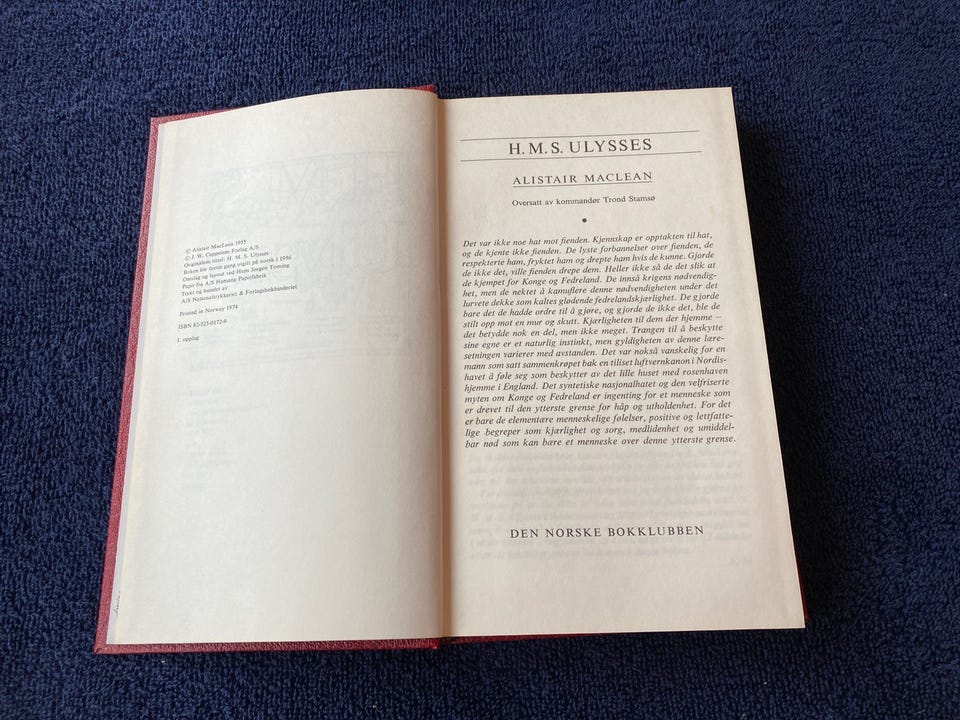 © Alistair MacLean 1955
© J. W. Cappelens Forlag A/S
Originalens titel: H. M. S. Ulysses
Boken ble første gang utgitt på norsk i 1956
Omslag og layout ved Hans Jørgen Toming
Papir fra A/S Hunsfos Papirfabrik
Trykt og bundet av
A/S Nationaltrykkeriet & Forlagsbokbinderiet
Printed in Norway 1974
ISBN 82-525-0172-6
1. opplag
H. M. S. ULYSSES
ALISTAIR MACLEAN
Oversatt av kommandør Trond Stamsø
•
Det var ikke noe hat mot fienden. Kjennskap er opptakten til hat,
og de kjente ikke fienden. De lyste forbannelser over fienden, de
respekterte ham, fryktet ham og drepte ham hvis de kunne. Gjorde
de ikke det, ville fienden drepe dem. Heller ikke så de det slik at
de kjempet for Konge og Fedreland. De innså krigens nødvendig-
het, men de nektet å kamuflere denne nødvendigheten under det
lurvete dekke som kaltes glødende fedrelandskjærlighet. De gjorde
bare det de hadde ordre til å gjøre, og gjorde de ikke det, ble de
stilt opp mot en mur og skutt. Kjærligheten til dem der hjemme –
det betydde nok en del, men ikke meget. Trangen til å beskytte
sine egne er et naturlig instinkt, men gyldigheten av denne lære-
setningen varierer med avstanden. Det var nokså vanskelig for en
mann som satt sammenkrøpet bak en tiliset luftvernkanon i Nordis-
havet å føle seg som beskytter av det lille huset med rosenhaven
hjemme i England. Det syntetiske nasjonalhatet og den velfriserte
myten om Konge og Fedreland er ingenting for et menneske som
er drevet til den ytterste grense for håp og utholdenhet. For det
er bare de elementære menneskelige følelser, positive og lettfatte-
lige begreper som kjærlighet og sorg, medlidenhet og umiddel-
bar nød som kan bære et menneske over denne ytterste grense.
DEN NORSKE BOKKLUBBEN